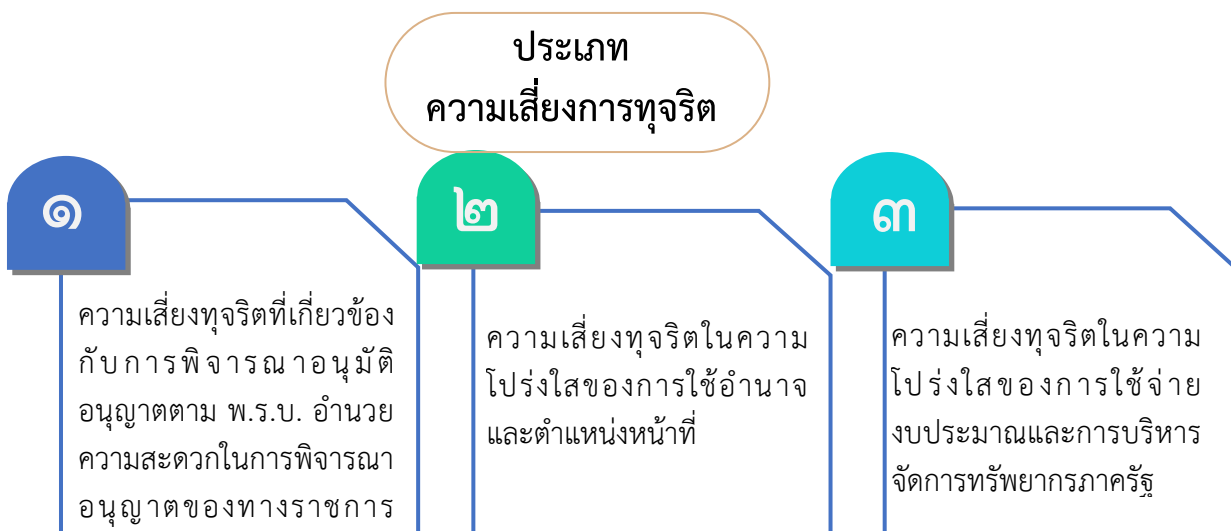 ประเภท
ความเสี่ยงการทุจริต
๑
ความเสี่ยงทุจริตที่เกี่ยวข้อง
กับการพิจารณาอนุมัติ
อนุญาตตาม พ.ร.บ. อำนวย
ความสะดวกในการพิจารณา
อนุญาตของทางราชการ
๒
ความเสี่ยงทุจริตในความ
โปร่งใสของการใช้อำนาจ
และตำแหน่งหน้าที่
๓
ความเสี่ยงทุจริตในความ
โปร่งใสของการใช้จ่าย
งบประมาณและการบริหาร
จัดการทรัพยากรภาครัฐ